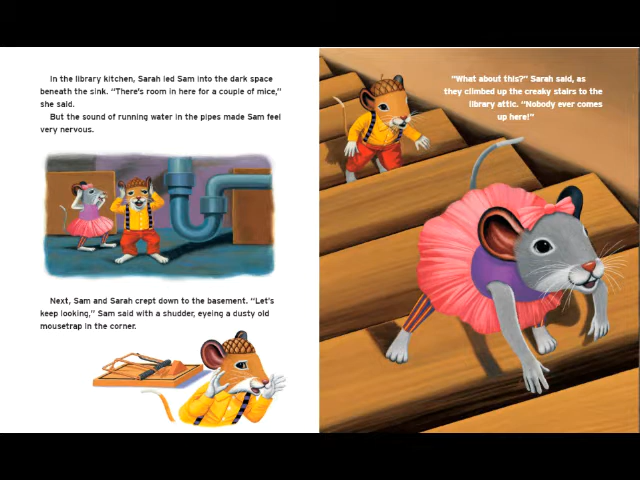 In the library kitchen, Sarah led Sam into the dark space
beneath the sink. “There’s room in here for a couple of mice,”
she said.
But the sound of running water in the pipes made Sam feel
very nervous.
Next, Sam and Sarah crept down to the basement. “Let’s
keep looking,” Sam said with a shudder, eyeing a dusty old
mousetrap in the corner.
“What about this?” Sarah said, as
they climbed up the creaky stairs to the
library attic. “Nobody ever comes
up here!”